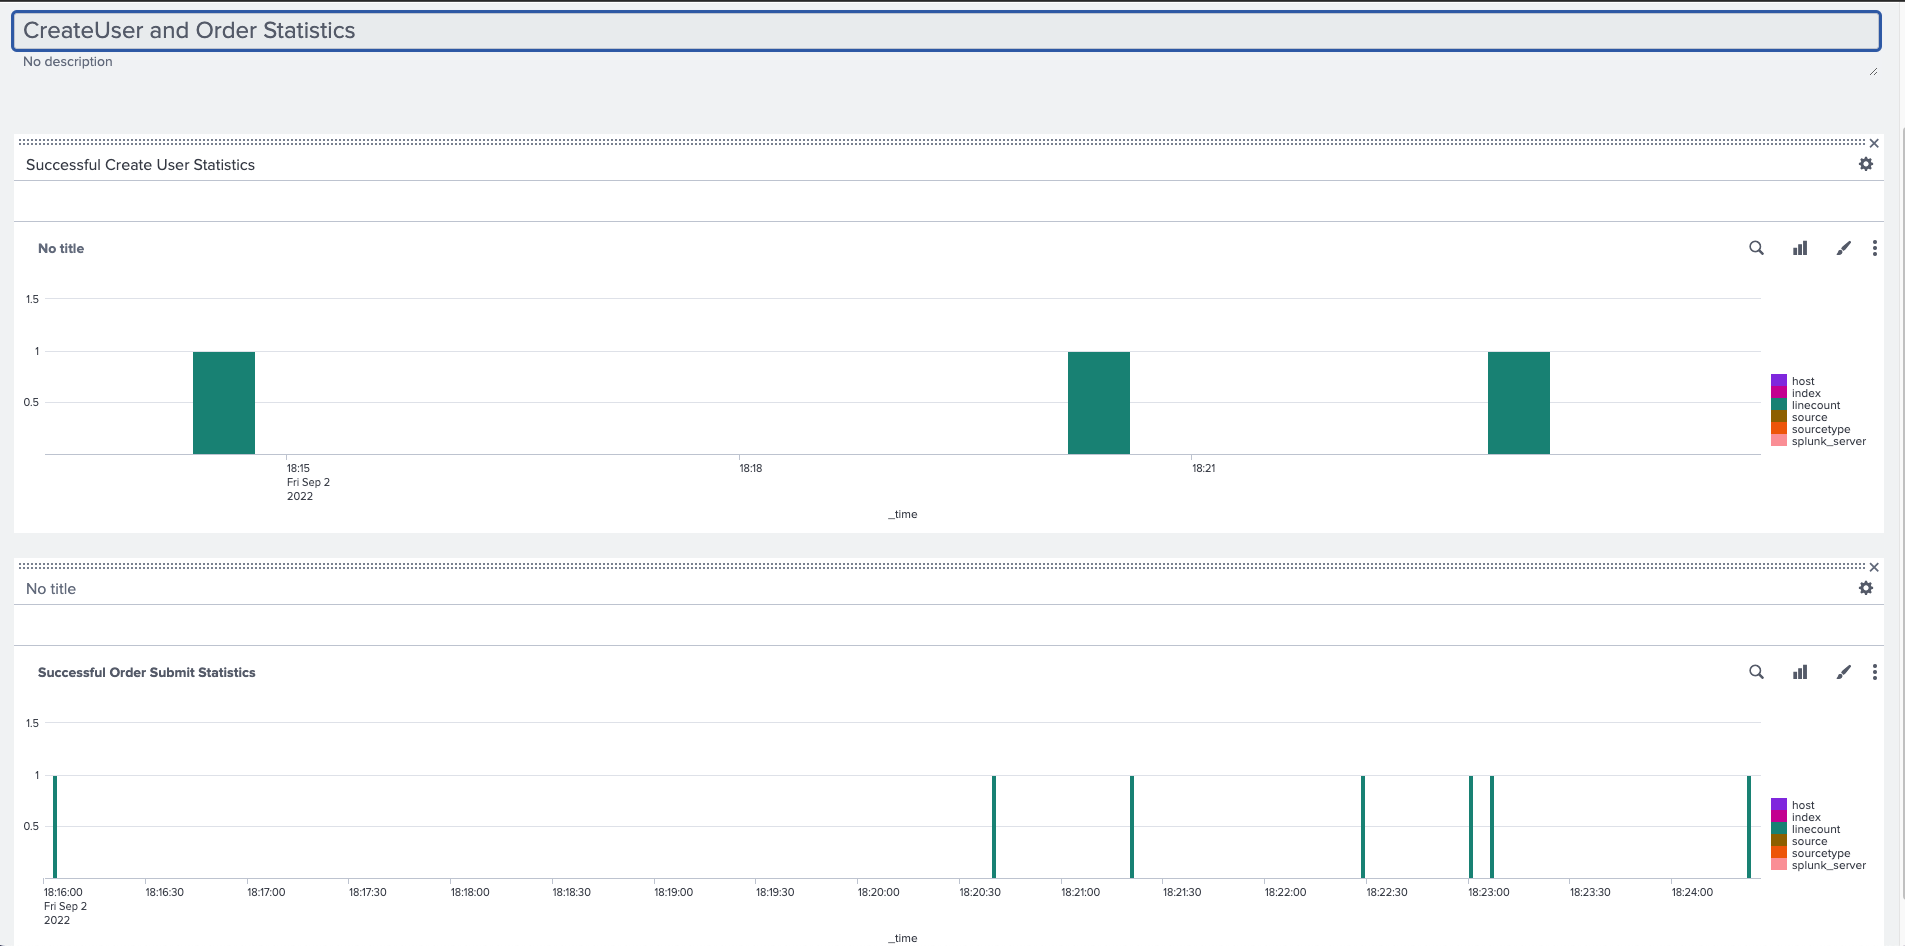 CreateUser and Order Statistics
No description
Successful Create User Statistics
No title
1.5
1
0.5
host
index
linecount
source
sourcetype
splunk_server
18:15 18:18 18:21
Fri Sep 2
2022
_time
No title
Successful Order Submit Statistics
1.5
1
0.5
host
index
linecount
source
sourcetype
splunk_server
18:16:00 18:16:30 18:17:00 18:17:30 18:18:00 18:18:30 18:19:00 18:19:30 18:20:00 18:20:30 18:21:00 18:21:30 18:22:00 18:22:30 18:23:00 18:23:30 18:24:00
Fri Sep 2
2022
_time